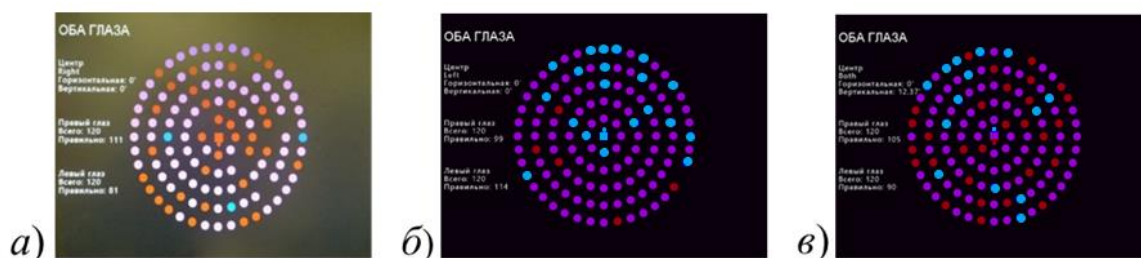 ОБА ГЛАЗА
Центр
Right
Горизонтальная: 0'
Вертикальная: 0'
Правый глаз
Всего: 120
Правильно: 111
Левый глаз
Всего: 120
Правильно: 81
а)
ОБА ГЛАЗА
Центр
Left
Горизонтальная: 0'
Вертикальная: 0'
Правый глаз
Всего: 120
Правильно: 99
Левый глаз
Всего: 120
Правильно: 114
б)
ОБА ГЛАЗА
Центр
Both
Горизонтальная: 0'
Вертикальная: 12.37'
Правый глаз
Всего: 120
Правильно: 105
Левый глаз
Всего: 120
Правильно: 90
в)